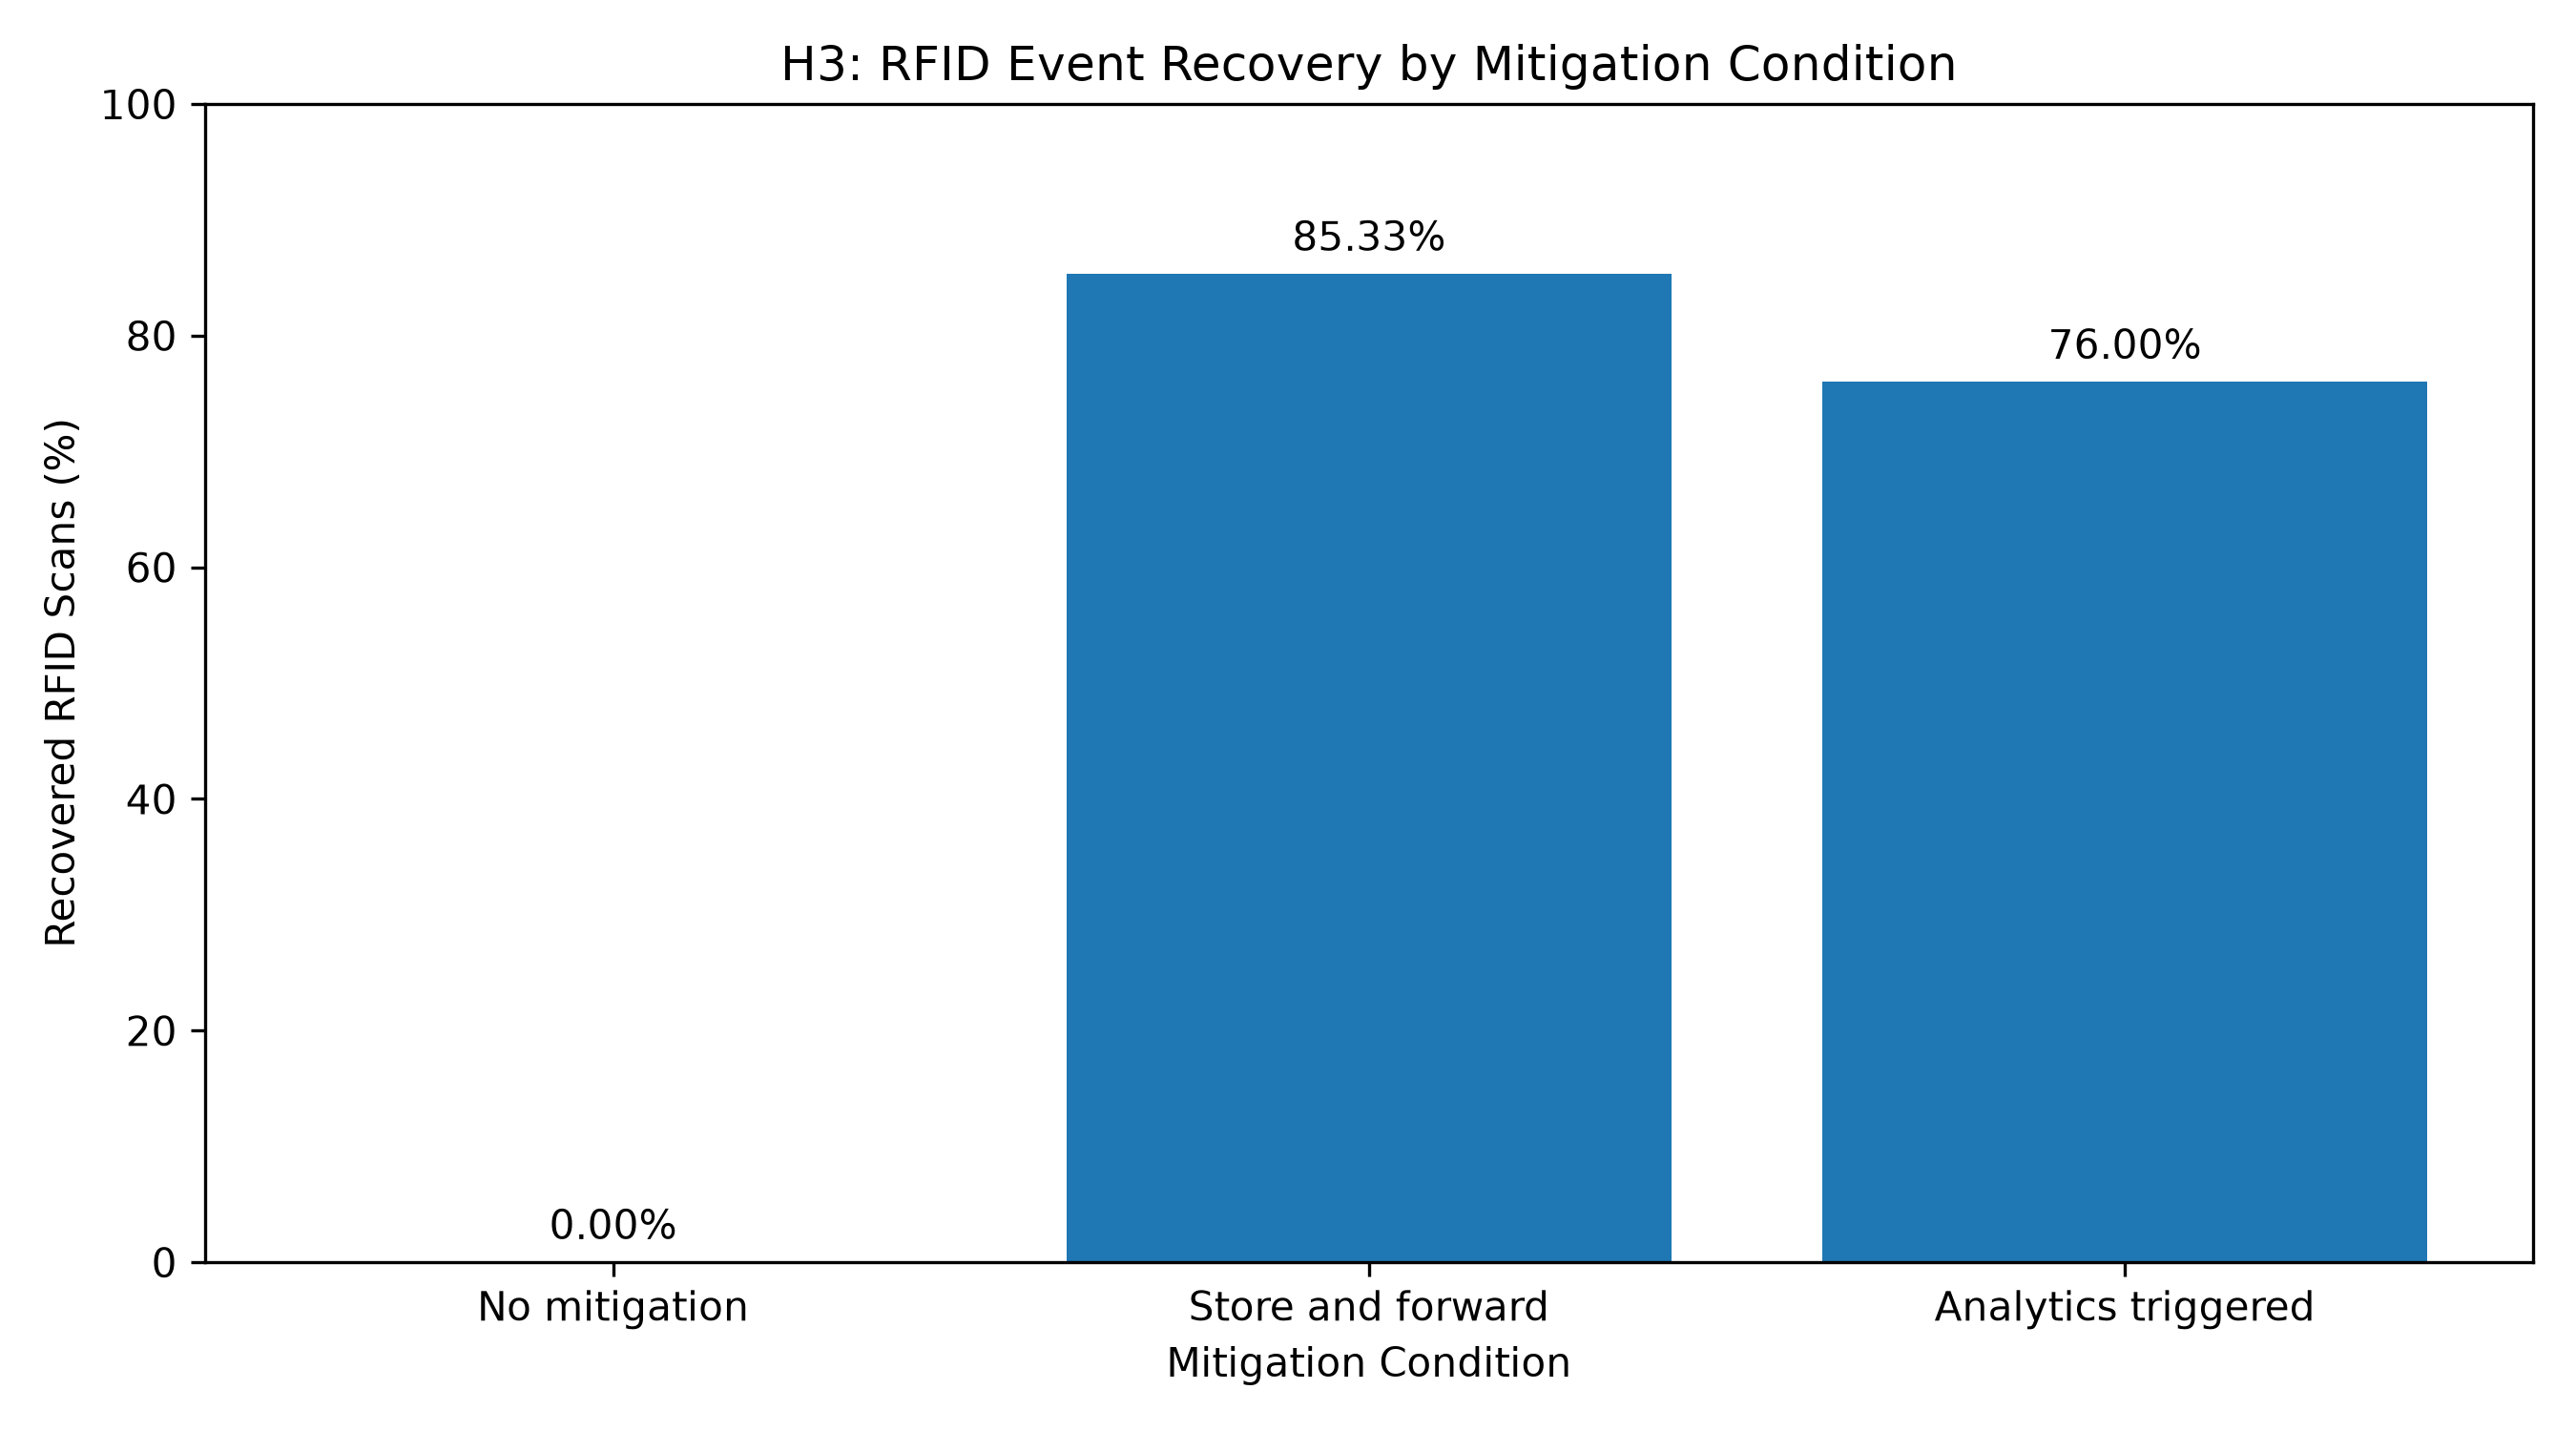 H3: RFID Event Recovery by Mitigation Condition
Recovered RFID Scans (%)
100
80
60
40
20
0
0.00%
85.33%
76.00%
No mitigation
Store and forward
Analytics triggered
Mitigation Condition